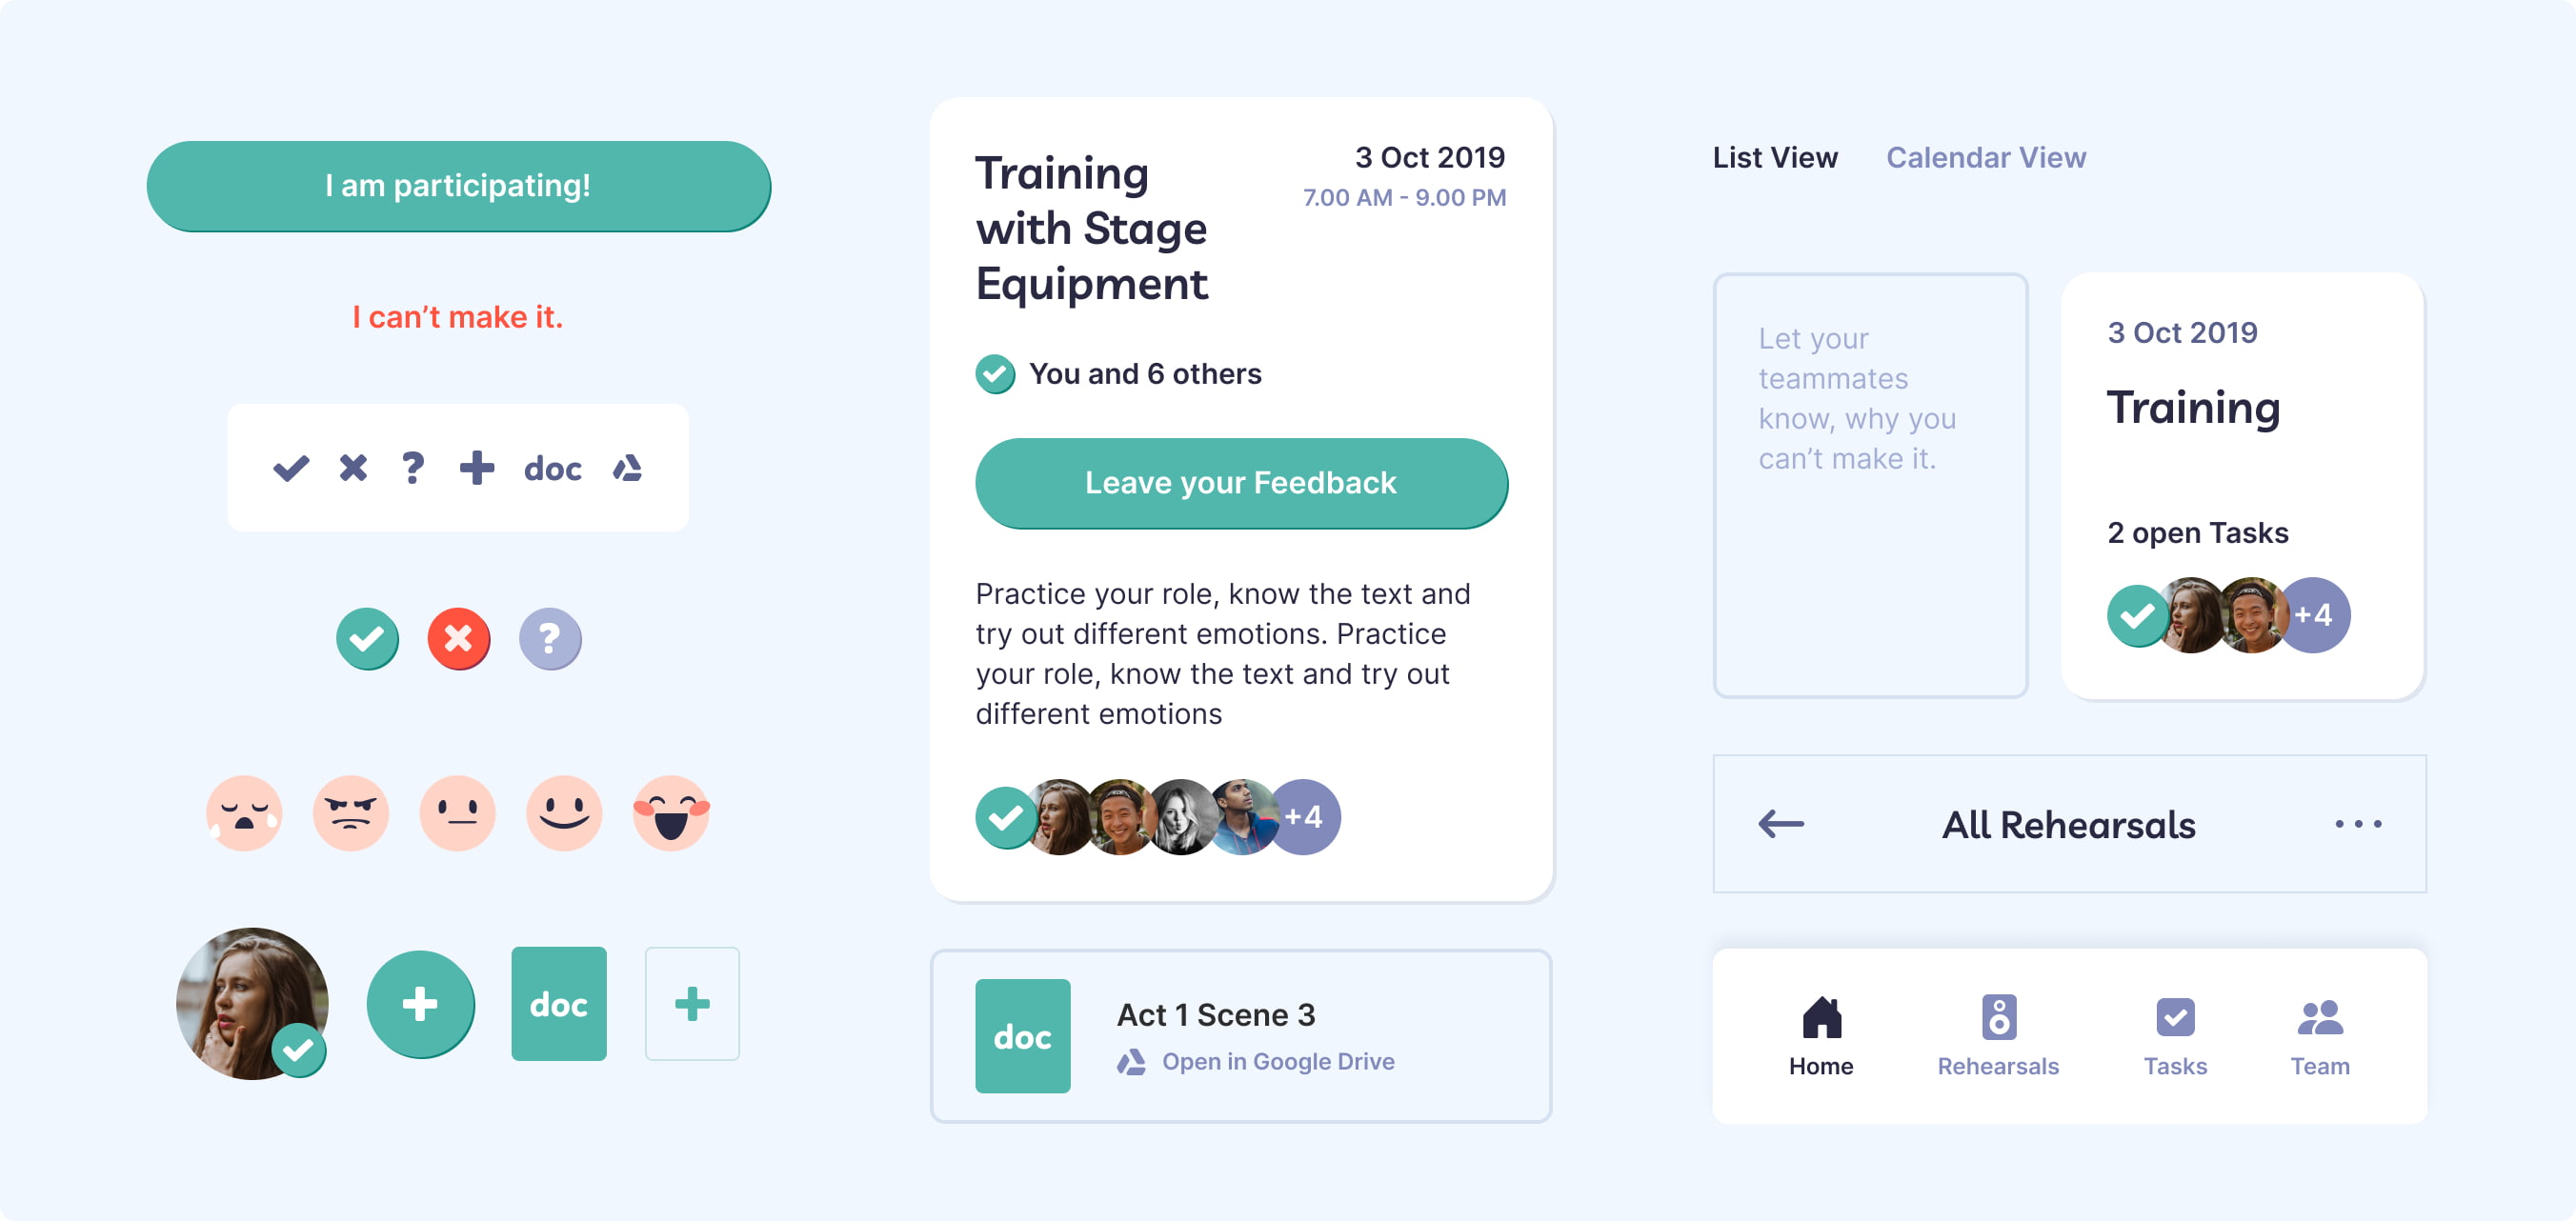 I am participating!
I can’t make it.
?
doc
?
doc
Training
with Stage
Equipment
3 Oct 2019
7.00 AM - 9.00 PM
You and 6 others
Leave your Feedback
Practice your role, know the text and
try out different emotions. Practice
your role, know the text and try out
different emotions
+4
doc
Act 1 Scene 3
Open in Google Drive
List View
Calendar View
Let your
teammates
know, why you
can’t make it.
3 Oct 2019
Training
2 open Tasks
+4
All Rehearsals
Home
Rehearsals
Tasks
Team